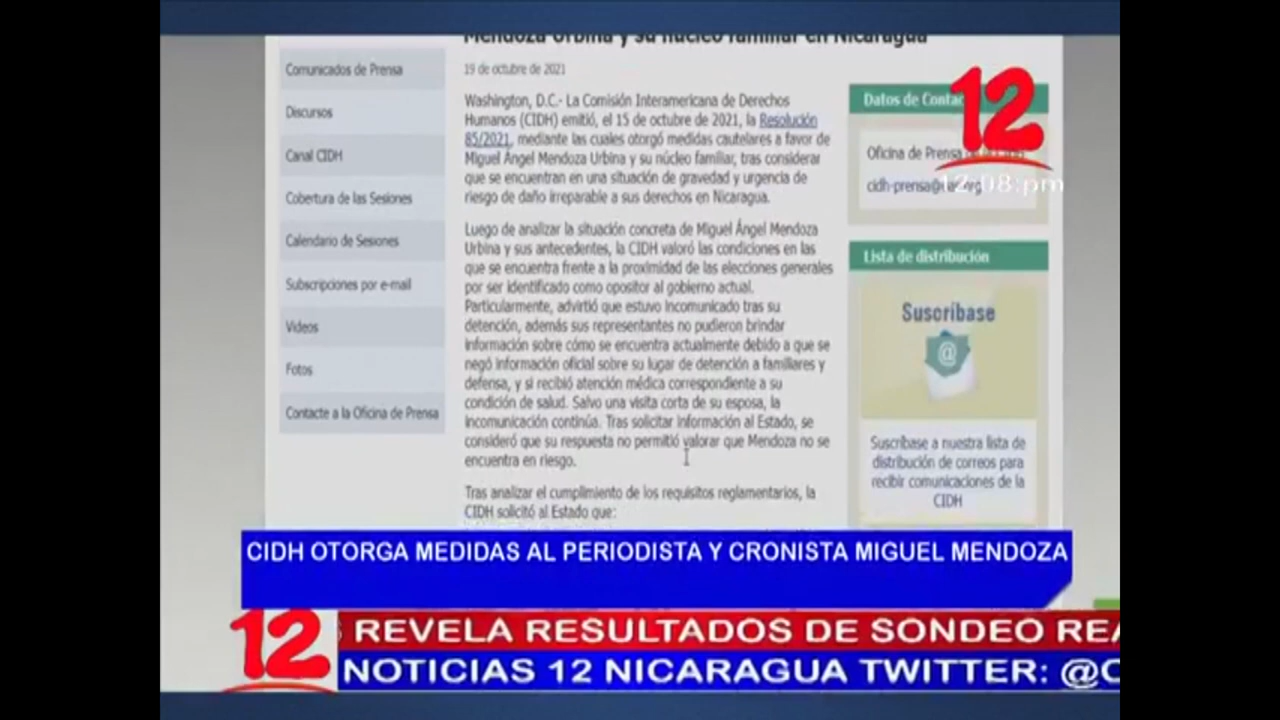 Mendoza Urbina y su núcleo familiar en Nicaragua
19 de octubre de 2021
Comunicados de Prensa
Discursos
Canal CIDH
Cobertura de las Sesiones
Calendario de Sesiones
Subscripciones por e-mail
Videos
Fotos
Contacte a la Oficina de Prensa
Washington, D.C.- La Comisión Interamericana de Derechos
Humanos (CIDH) emitió, el 15 de octubre de 2021, la Resolución
85/2021, mediante las cuales otorgó medidas cautelares a favor de
Miguel Ángel Mendoza Urbina y su núcleo familiar, tras considerar
que se encuentran en una situación de gravedad y urgencia de
riesgo de daño irreparable a sus derechos en Nicaragua.
Luego de analizar la situación concreta de Miguel Ángel Mendoza
Urbina y sus antecedentes, la CIDH valoró las condiciones en las
que se encuentra frente a la proximidad de las elecciones generales
por ser identificado como opositor al gobierno actual.
Particularmente, advirtió que estuvo incomunicado tras su
detención, además sus representantes no pudieron brindar
información sobre cómo se encuentra actualmente debido a que se
negó información oficial sobre su lugar de detención a familiares y
defensa, y si recibió atención médica correspondiente a su
condición de salud. Salvo una visita corta de su esposa, la
incomunicación continúa. Tras solicitar información al Estado, se
consideró que su respuesta no permitió valorar que Mendoza no se
encuentra en riesgo.
Tras analizar el cumplimiento de los requisitos reglamentarios, la
CIDH solicitó al Estado que:
Datos de Contac
Oficina de Prensa
cidh-prensa@
Lista de distribución
Suscríbase
@
Suscríbase a nuestra lista de
distribución de correos para
recibir comunicaciones de la
CIDH
12
12:08:pm
CIDH OTORGA MEDIDAS AL PERIODISTA Y CRONISTA MIGUEL MENDOZA
12
REVELA RESULTADOS DE SONDEO REA
NOTICIAS 12 NICARAGUA TWITTER: @